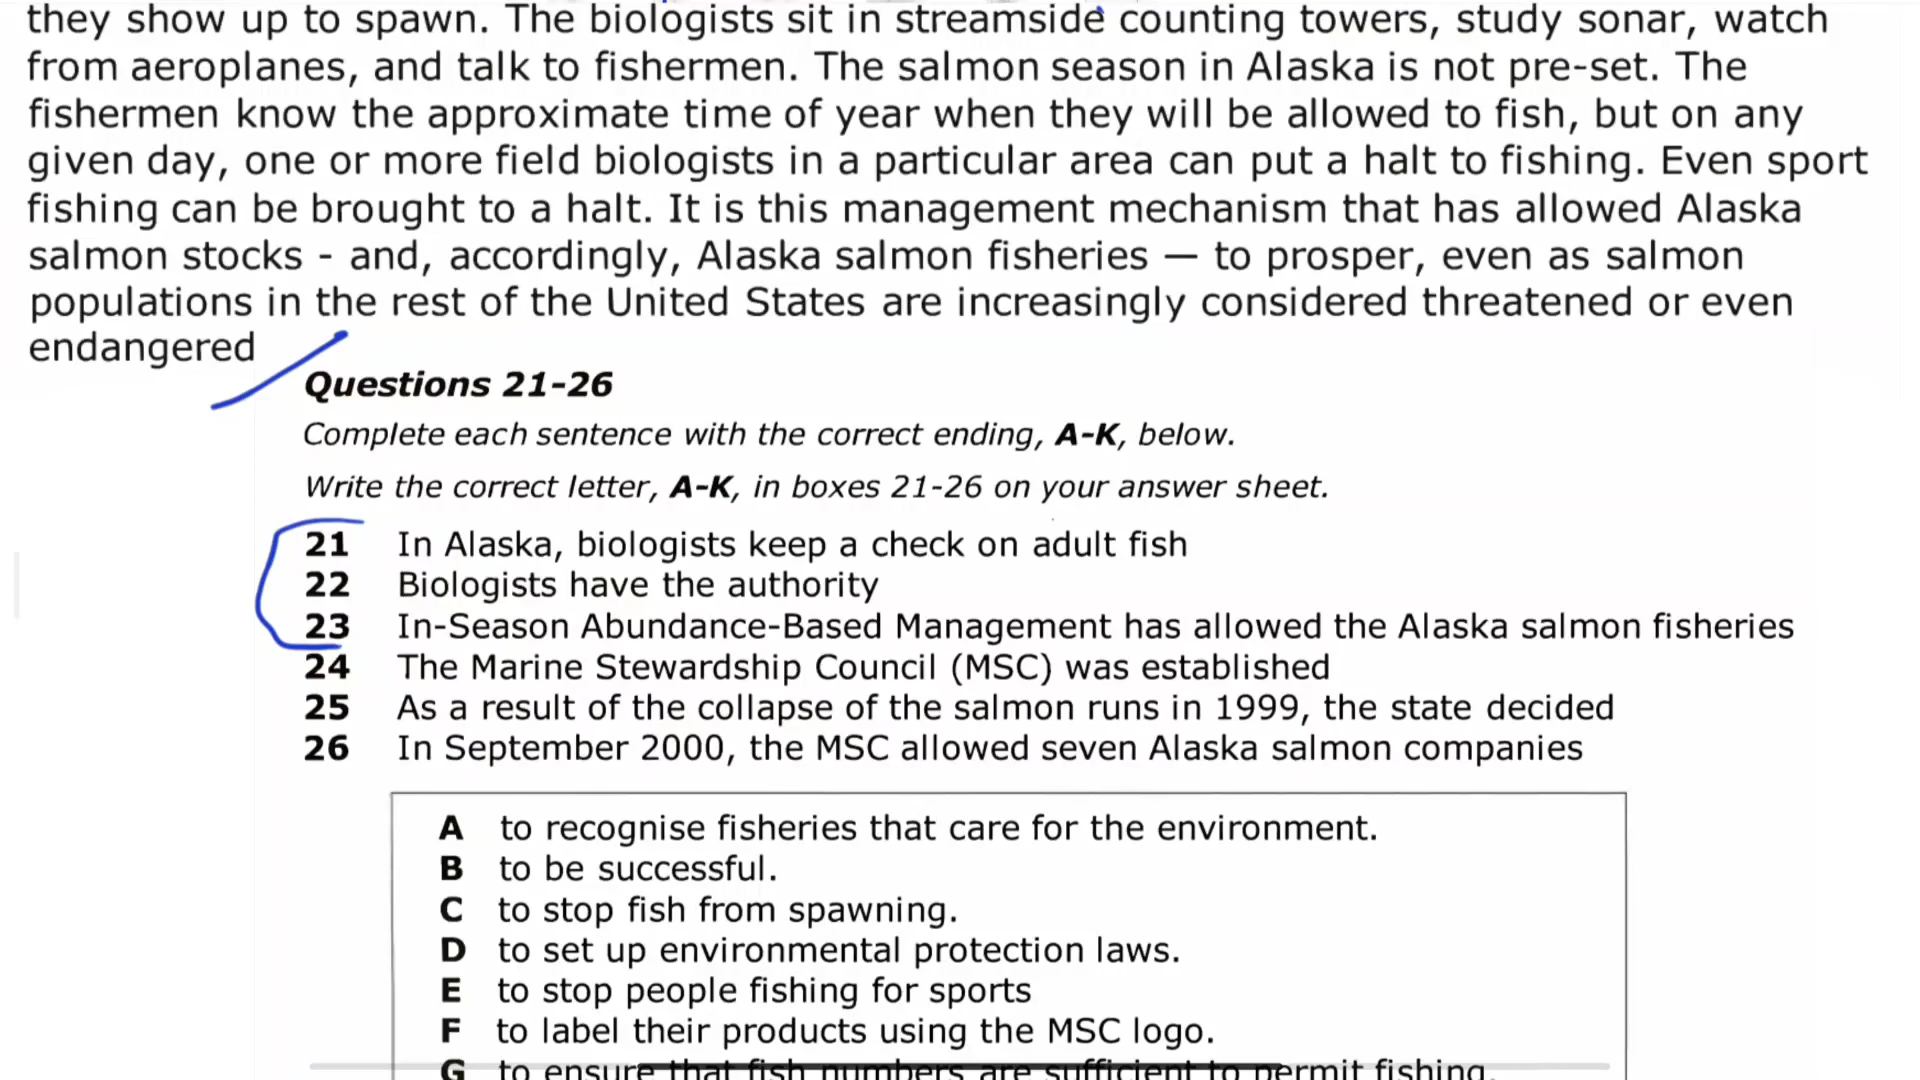 they show up to spawn. The biologists sit in streamside counting towers, study sonar, watch
from aeroplanes, and talk to fishermen. The salmon season in Alaska is not pre-set. The
fishermen know the approximate time of year when they will be allowed to fish, but on any
given day, one or more field biologists in a particular area can put a halt to fishing. Even sport
fishing can be brought to a halt. It is this management mechanism that has allowed Alaska
salmon stocks - and, accordingly, Alaska salmon fisheries — to prosper, even as salmon
populations in the rest of the United States are increasingly considered threatened or even
endangered
Questions 21-26
Complete each sentence with the correct ending, A-K, below.
Write the correct letter, A-K, in boxes 21-26 on your answer sheet.
21 In Alaska, biologists keep a check on adult fish
22 Biologists have the authority
23 In-Season Abundance-Based Management has allowed the Alaska salmon fisheries
24 The Marine Stewardship Council (MSC) was established
25 As a result of the collapse of the salmon runs in 1999, the state decided
26 In September 2000, the MSC allowed seven Alaska salmon companies
A to recognise fisheries that care for the environment.
B to be successful.
C to stop fish from spawning.
D to set up environmental protection laws.
E to stop people fishing for sports
F to label their products using the MSC logo.
G to ensure that fish numbers are sufficient to permit fishing.